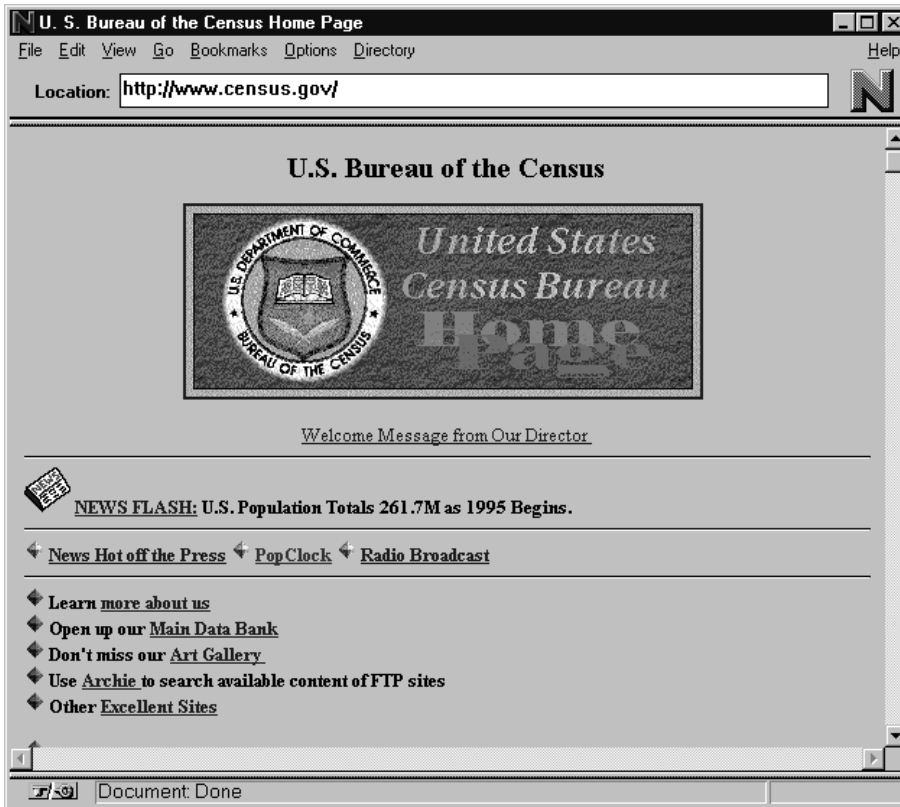 U. S. Bureau of the Census Home Page
File Edit View Go Bookmarks Options Directory Help
Location: http://www.census.gov/
N
U.S. Bureau of the Census
U.S. DEPARTMENT OF COMMERCE
BUREAU OF THE CENSUS
United States
Census Bureau
Home
Page
Welcome Message from Our Director
NEWS
NEWS FLASH: U.S. Population Totals 261.7M as 1995 Begins.
News Hot off the Press PopClock Radio Broadcast
Learn more about us
Open up our Main Data Bank
Don't miss our Art Gallery
Use Archie to search available content of FTP sites
Other Excellent Sites
Document: Done